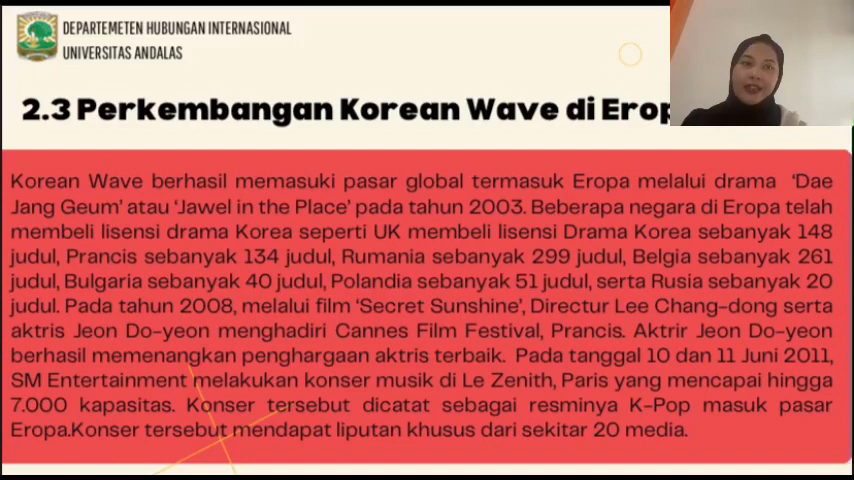 DEPARTEMETEN HUBUNGAN INTERNASIONAL
UNIVERSITAS ANDALAS
2.3 Perkembangan Korean Wave di Erop
Korean Wave berhasil memasuki pasar global termasuk Eropa melalui drama ‘Dae
Jang Geum’ atau ‘Jawel in the Place’ pada tahun 2003. Beberapa negara di Eropa telah
membeli lisensi drama Korea seperti UK membeli lisensi Drama Korea sebanyak 148
judul, Prancis sebanyak 134 judul, Rumania sebanyak 299 judul, Belgia sebanyak 261
judul, Bulgaria sebanyak 40 judul, Polandia sebanyak 51 judul, serta Rusia sebanyak 20
judul. Pada tahun 2008, melalui film ‘Secret Sunshine’, Directur Lee Chang-dong serta
aktris Jeon Do-yeon menghadiri Cannes Film Festival, Prancis. Aktrir Jeon Do-yeon
berhasil memenangkan penghargaan aktris terbaik. Pada tanggal 10 dan 11 Juni 2011,
SM Entertainment melakukan konser musik di Le Zenith, Paris yang mencapai hingga
7.000 kapasitas. Konser tersebut dicatat sebagai resminya K-Pop masuk pasar
Eropa.Konser tersebut mendapat liputan khusus dari sekitar 20 media.